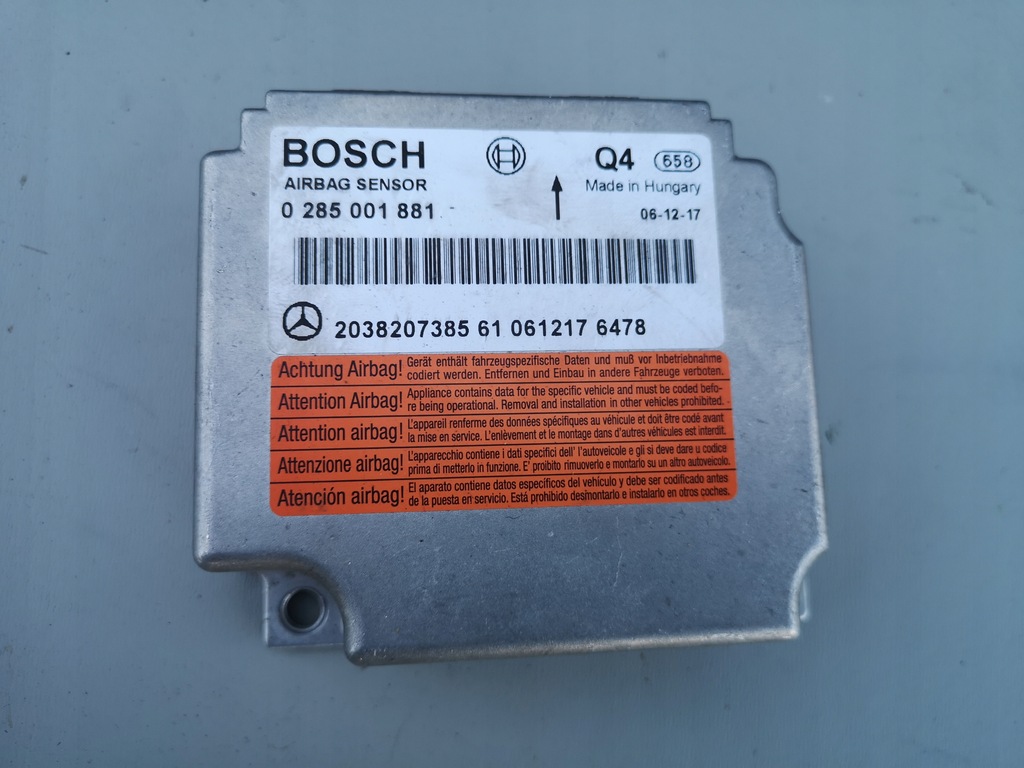 BOSCH
Q4 658
AIRBAG SENSOR
Made in Hungary
0 285 001 881
06-12-17
2038207385 61 061217 6478
Achtung Airbag! Gerät enthält fahrzeugspezifische Daten und muß vor Inbetriebnahme
codiert werden. Entfernen und Einbau in andere Fahrzeuge verboten.
Attention Airbag! Appliance contains data for the specific vehicle and must be coded befo-
re being operational. Removal and installation in other vehicles prohibited.
Attention airbag! L'appareil renferme des données spécifiques au véhicule et doit être codé avant
la mise en service. L'enlèvement et le montage dans d'autres véhicules est interdit.
Attenzione airbag! L'apparecchio contiene i dati specifici dell' l'autoveicole e gli si deve dare u codice
prima di metterlo in funzione. E' proibito rimuoverlo e montarlo su un altro autoveicolo.
Atención airbag! El aparato contiene datos específicos del vehículo y debe ser codificado antes
de la puesta en servicio. Está prohibido desmontarlo e instalarlo en otros coches.